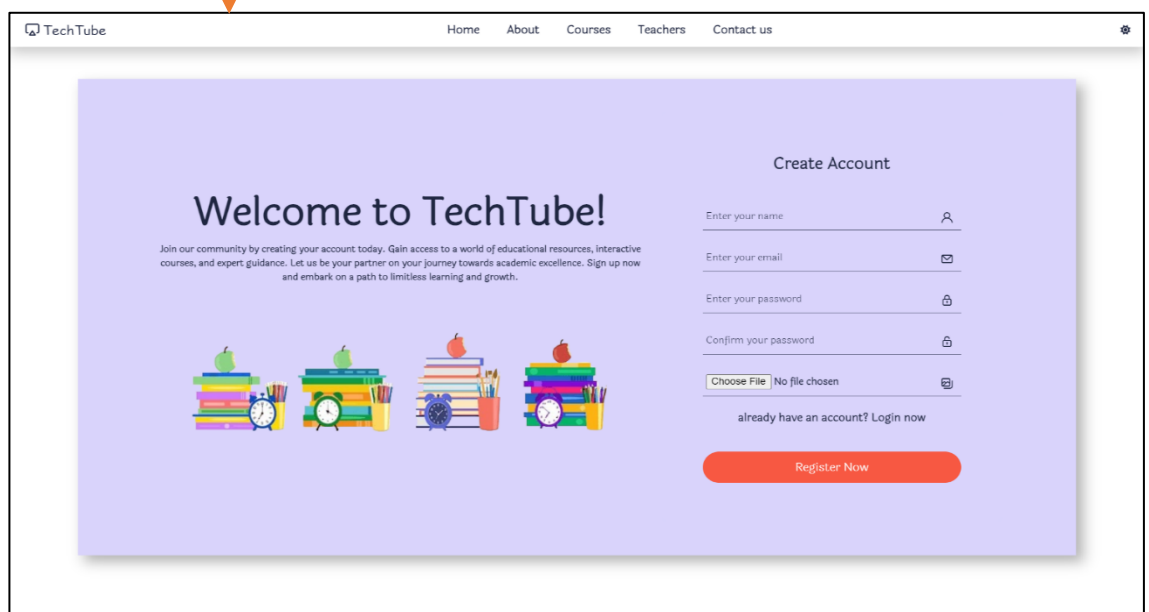 TechTube
Home About Courses Teachers Contact us
Welcome to TechTube!
Join our community by creating your account today. Gain access to a world of educational resources, interactive
courses, and expert guidance. Let us be your partner on your journey towards academic excellence. Sign up now
and embark on a path to limitless learning and growth.
Create Account
Enter your name
Enter your email
Enter your password
Confirm your password
Choose File No file chosen
already have an account? Login now
Register Now